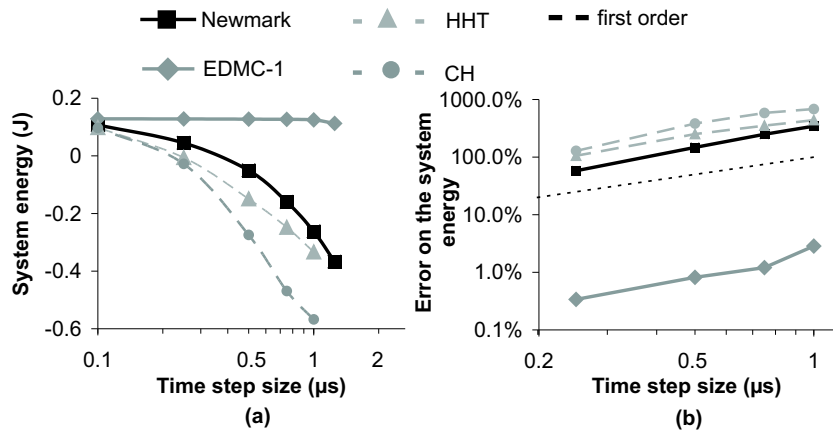 Newmark
HHT
first order
EDMC-1
CH
System energy (J)
0.2
0
-0.2
-0.4
-0.6
0.1
0.5
1
2
Time step size (μs)
(a)
Error on the system
energy
1000.0%
100.0%
10.0%
1.0%
0.1%
0.2
0.5
1
Time step size (μs)
(b)